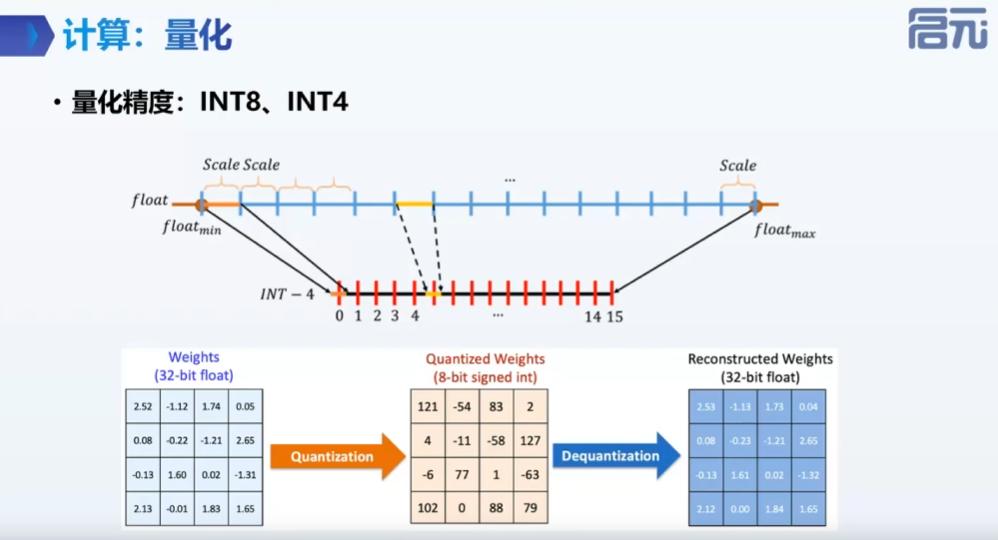 计算：量化
启元
• 量化精度：INT8、INT4
Scale Scale
...
Scale
float
float_min
float_max
INT − 4
0 1 2 3 4 ... 14 15
Weights
(32-bit float)
2.52 -1.12 1.74 0.05
0.08 -0.22 -1.21 2.65
-0.13 1.60 0.02 -1.31
2.13 -0.01 1.83 1.65
Quantization
Quantized Weights
(8-bit signed int)
121 -54 83 2
4 -11 -58 127
-6 77 1 -63
102 0 88 79
Dequantization
Reconstructed Weights
(32-bit float)
2.53 -1.13 1.73 0.04
0.08 -0.23 -1.21 2.65
-0.13 1.61 0.02 -1.32
2.12 0.00 1.84 1.65